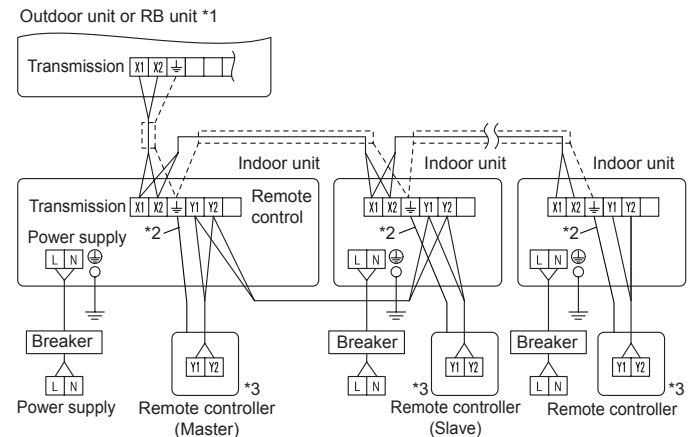 Outdoor unit or RB unit *1
Transmission X1 X2
Indoor unit Indoor unit Indoor unit
Transmission X1 X2 Y1 Y2 Remote control X1 X2 Y1 Y2 X1 X2 Y1 Y2
*2 *2 *2
Power supply
L N L N L N
Breaker Breaker Breaker
Y1 Y2 Y1 Y2 Y1 Y2
L N *3 L N *3 L N *3
Power supply Remote controller (Master) Remote controller (Slave) Remote controller